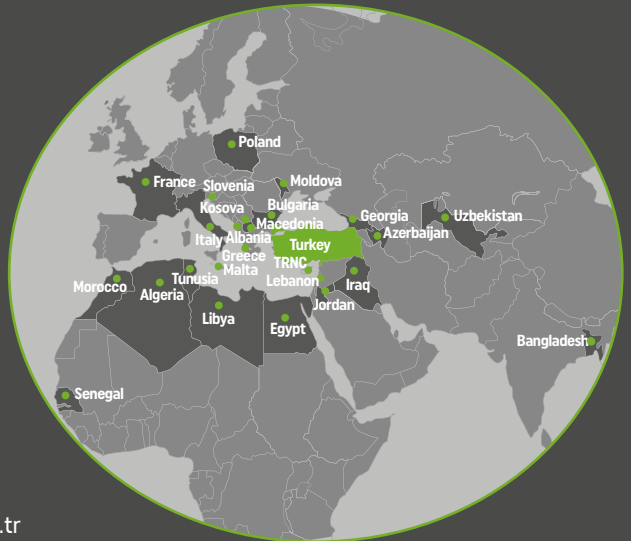 Poland
France
Slovenia
Moldova
Kosova
Bulgaria
Georgia
Uzbekistan
Macedonia
Azerbaijan
Italy
Albania
Turkey
Greece
TRNC
Malta
Tunusia
Lebanon
Iraq
Morocco
Algeria
Jordan
Libya
Egypt
Bangladesh
Senegal
.tr